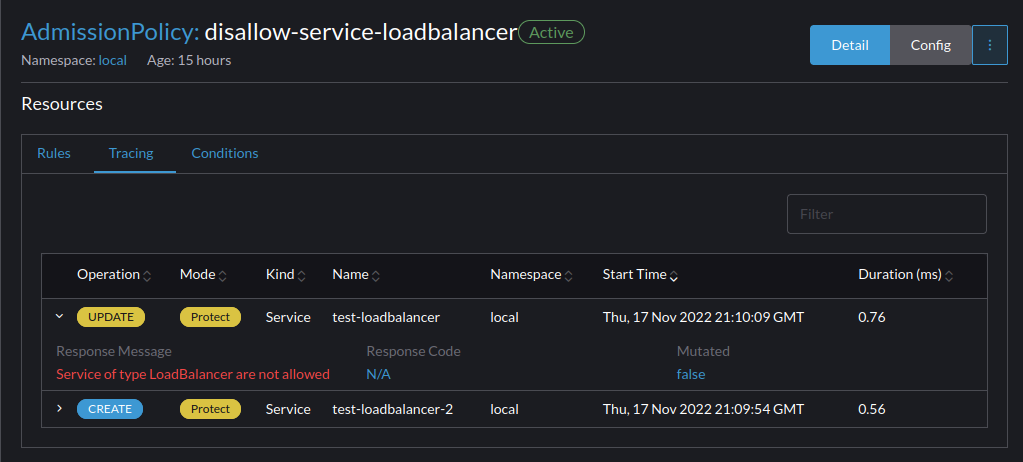 AdmissionPolicy: disallow-service-loadbalancer Active
Detail Config
Namespace: local Age: 15 hours
Resources
Rules Tracing Conditions
Filter
Operation Mode Kind Name Namespace Start Time Duration (ms)
UPDATE Protect Service test-loadbalancer local Thu, 17 Nov 2022 21:10:09 GMT 0.76
Response Message Response Code Mutated
Service of type LoadBalancer are not allowed N/A false
CREATE Protect Service test-loadbalancer-2 local Thu, 17 Nov 2022 21:09:54 GMT 0.56